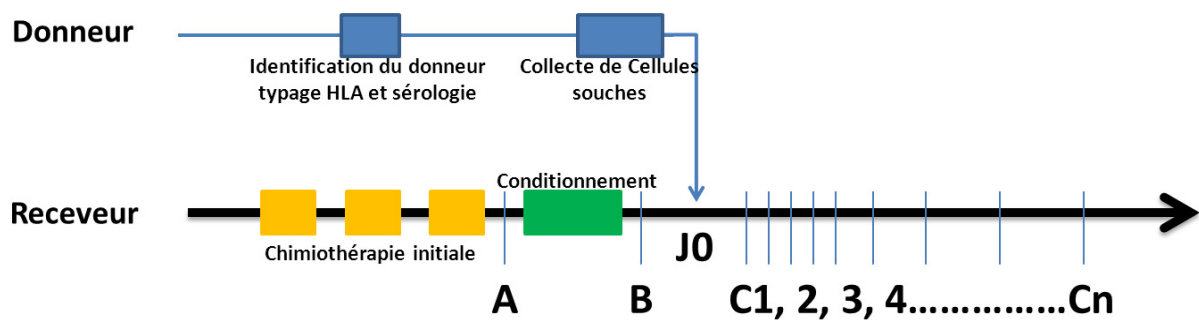 Donneur
Identification du donneur
typage HLA et sérologie
Collecte de Cellules
souches
Conditionnement
Receveur
Chimiothérapie initiale
J0
A
B
C1, 2, 3, 4……………Cn